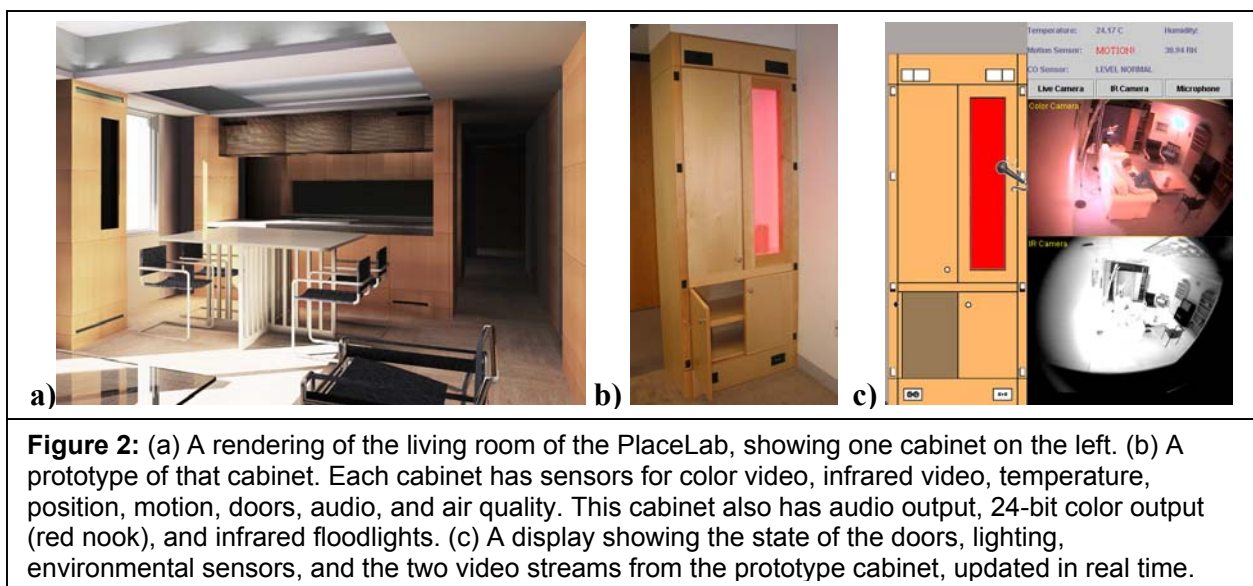 Temperature: 24.17 C Humidity:
Motion Sensor: MOTION! 38.94 RH
CO Sensor: LEVEL NORMAL
Live Camera IR Camera Microphone
Color Camera
IR Camera
a) b) c)
Figure 2: (a) A rendering of the living room of the PlaceLab, showing one cabinet on the left. (b) A
prototype of that cabinet. Each cabinet has sensors for color video, infrared video, temperature,
position, motion, doors, audio, and air quality. This cabinet also has audio output, 24-bit color output
(red nook), and infrared floodlights. (c) A display showing the state of the doors, lighting,
environmental sensors, and the two video streams from the prototype cabinet, updated in real time.